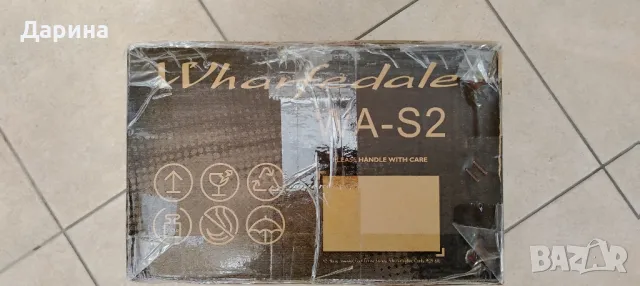 Дарина
Wharfedale
A-S2
PLEASE HANDLE WITH CARE
BAZAR